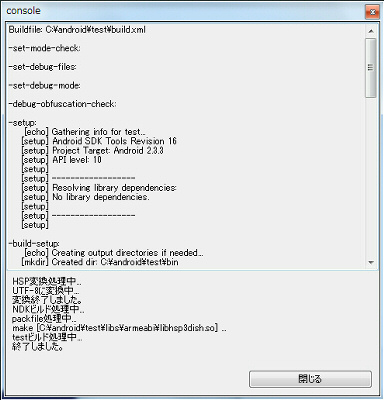 console
Buildfile: C:¥android¥test¥build.xml
-set-mode-check:
-set-debug-files:
-set-debug-mode:
-debug-obfuscation-check:
-setup:
[echo] Gathering info for test...
[setup] Android SDK Tools Revision 16
[setup] Project Target: Android 2.3.3
[setup] API level: 10
[setup]
[setup] ------------------
[setup] Resolving library dependencies:
[setup] No library dependencies.
[setup]
[setup] ------------------
[setup]
-build-setup:
[echo] Creating output directories if needed...
[mkdir] Created dir: C:¥android¥test¥bin
HSP変換処理中...
UTF-8に変換中...
変換終了しました。
NDKビルド処理中...
packfile処理中...
make [C:¥android¥test¥libs¥armeabi¥libhsp3dish.so] ...
testビルド処理中...
終了しました。
閉じる